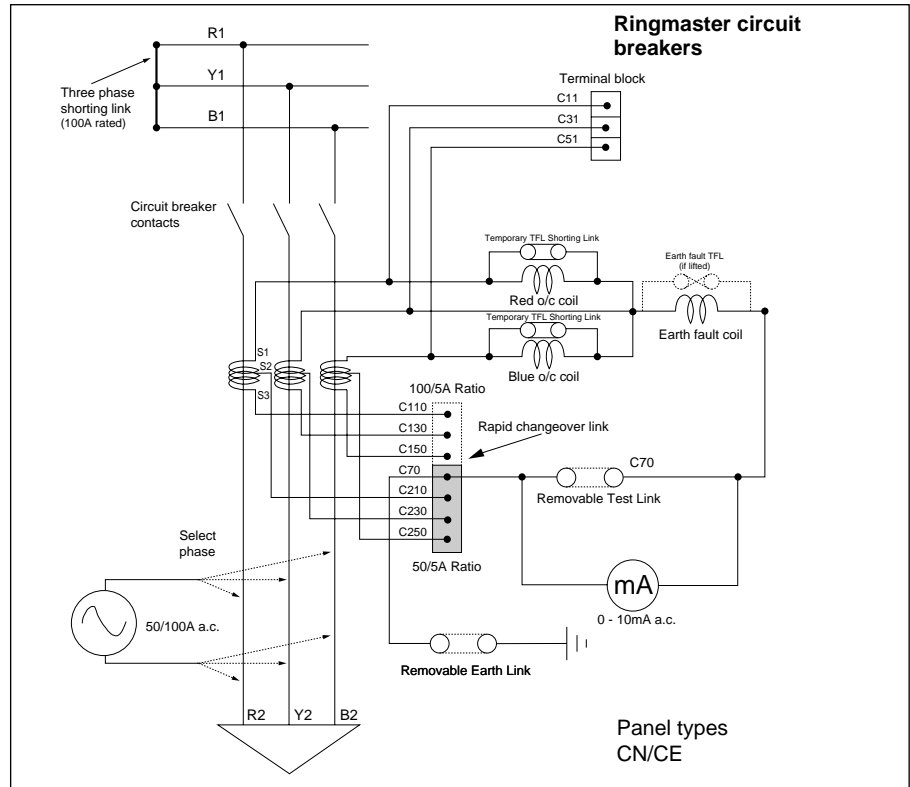 Ringmaster circuit
breakers
R1
Y1
B1
Three phase
shorting link
(100A rated)
Terminal block
C11
C31
C51
Circuit breaker
contacts
Temporary TFL Shorting Link
Red o/c coil
Earth fault TFL
(if lifted)
Earth fault coil
Temporary TFL Shorting Link
Blue o/c coil
S1
S2
S3
100/5A Ratio
C110
C130
C150
C70
C210
C230
C250
50/5A Ratio
Rapid changeover link
C70
Removable Test Link
mA
0 - 10mA a.c.
Select
phase
50/100A a.c.
Removable Earth Link
R2
Y2
B2
Panel types
CN/CE